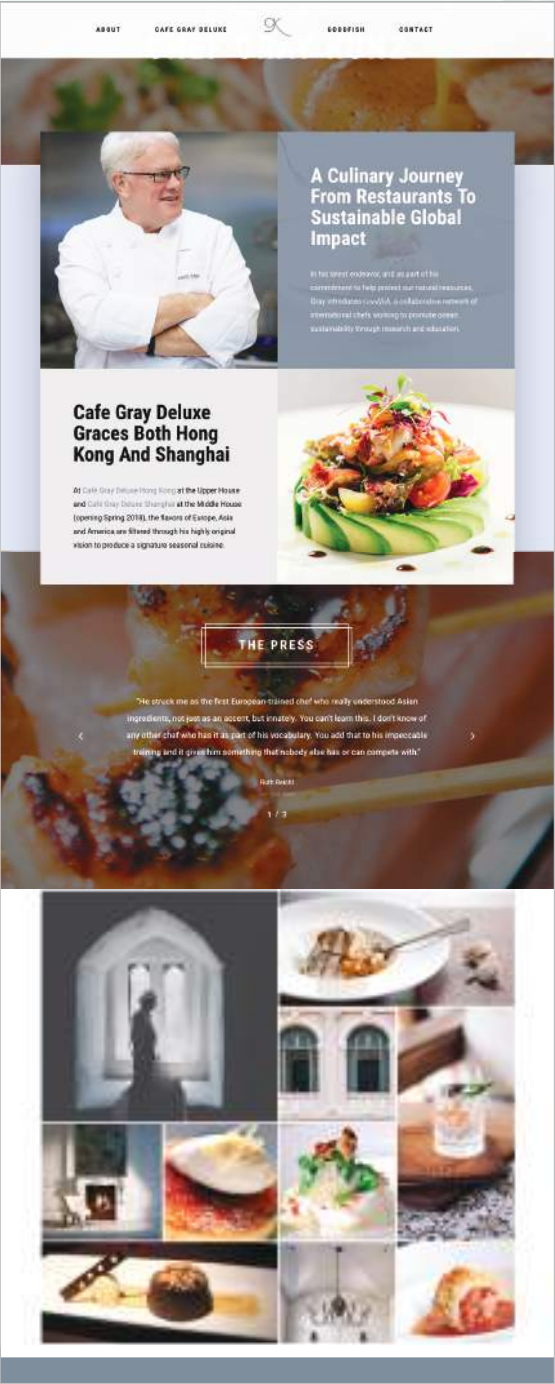 ABOUT
CAFE GRAY DELUXE
GK
GOODFISH
CONTACT
A Culinary Journey
From Restaurants To
Sustainable Global
Impact
In his latest endeavor, and as part of his
commitment to help protect our natural resources,
Gray introduces Goodfish, a collaborative network of
international chefs working to promote ocean
sustainability through research and education.
Cafe Gray Deluxe
Graces Both Hong
Kong And Shanghai
At Café Gray Deluxe Hong Kong at the Upper House
and Café Gray Deluxe Shanghai at the Middle House
(opening Spring 2018), the flavors of Europe, Asia
and America are filtered through his highly original
vision to produce a signature seasonal cuisine.
THE PRESS
"He struck me as the first European-trained chef who really understood Asian
ingredients, not just as an accent, but innately. You can't learn this. I don't know of
any other chef who has it as part of his vocabulary. You add that to his impeccable
training and it gives him something that nobody else has or can compete with."
Ruth Reichl
1 / 3